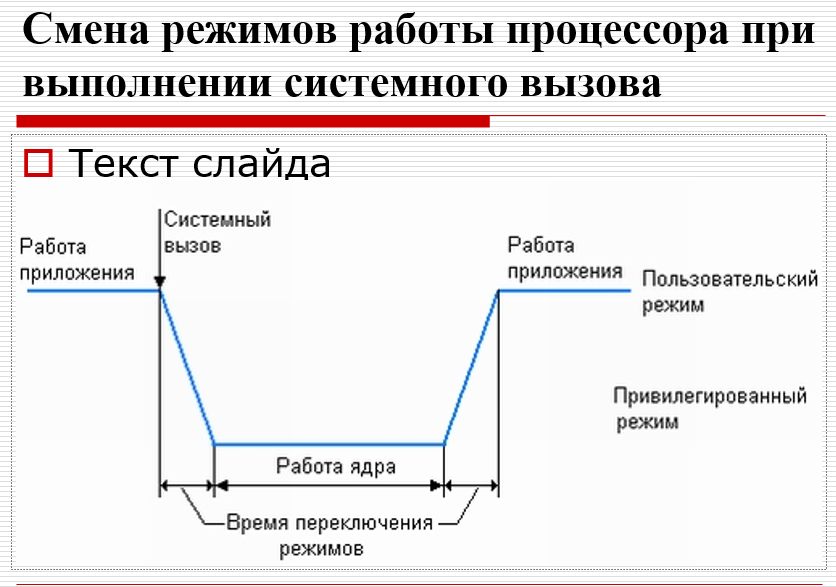 Смена режимов работы процессора при
выполнении системного вызова
Текст слайда
Системный
вызов
Работа
приложения
Работа
приложения
Пользовательский
режим
Привилегированный
режим
Работа ядра
Время переключения
режимов